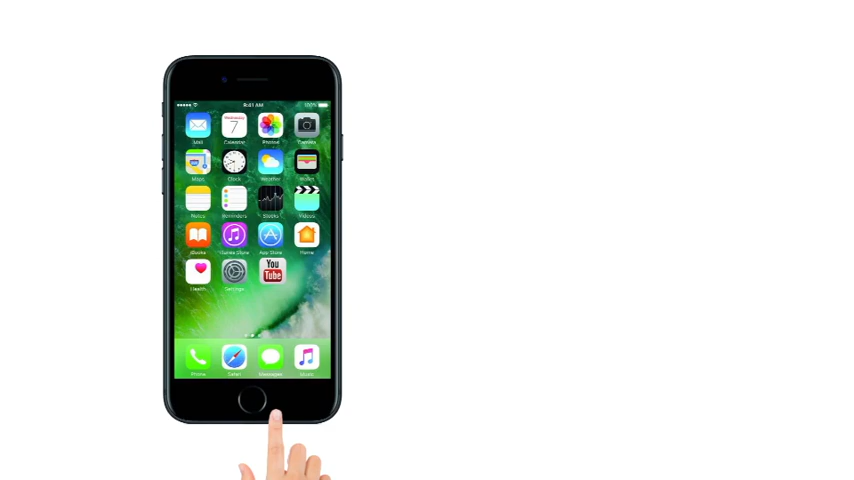 9:41 AM 100%
Wednesday
7
Mail Calendar Photos Camera
Maps Clock Weather Wallet
Notes Reminders Stocks Videos
iBooks iTunes Store App Store Home
You
Tube
Health Settings
Phone Safari Messages Music